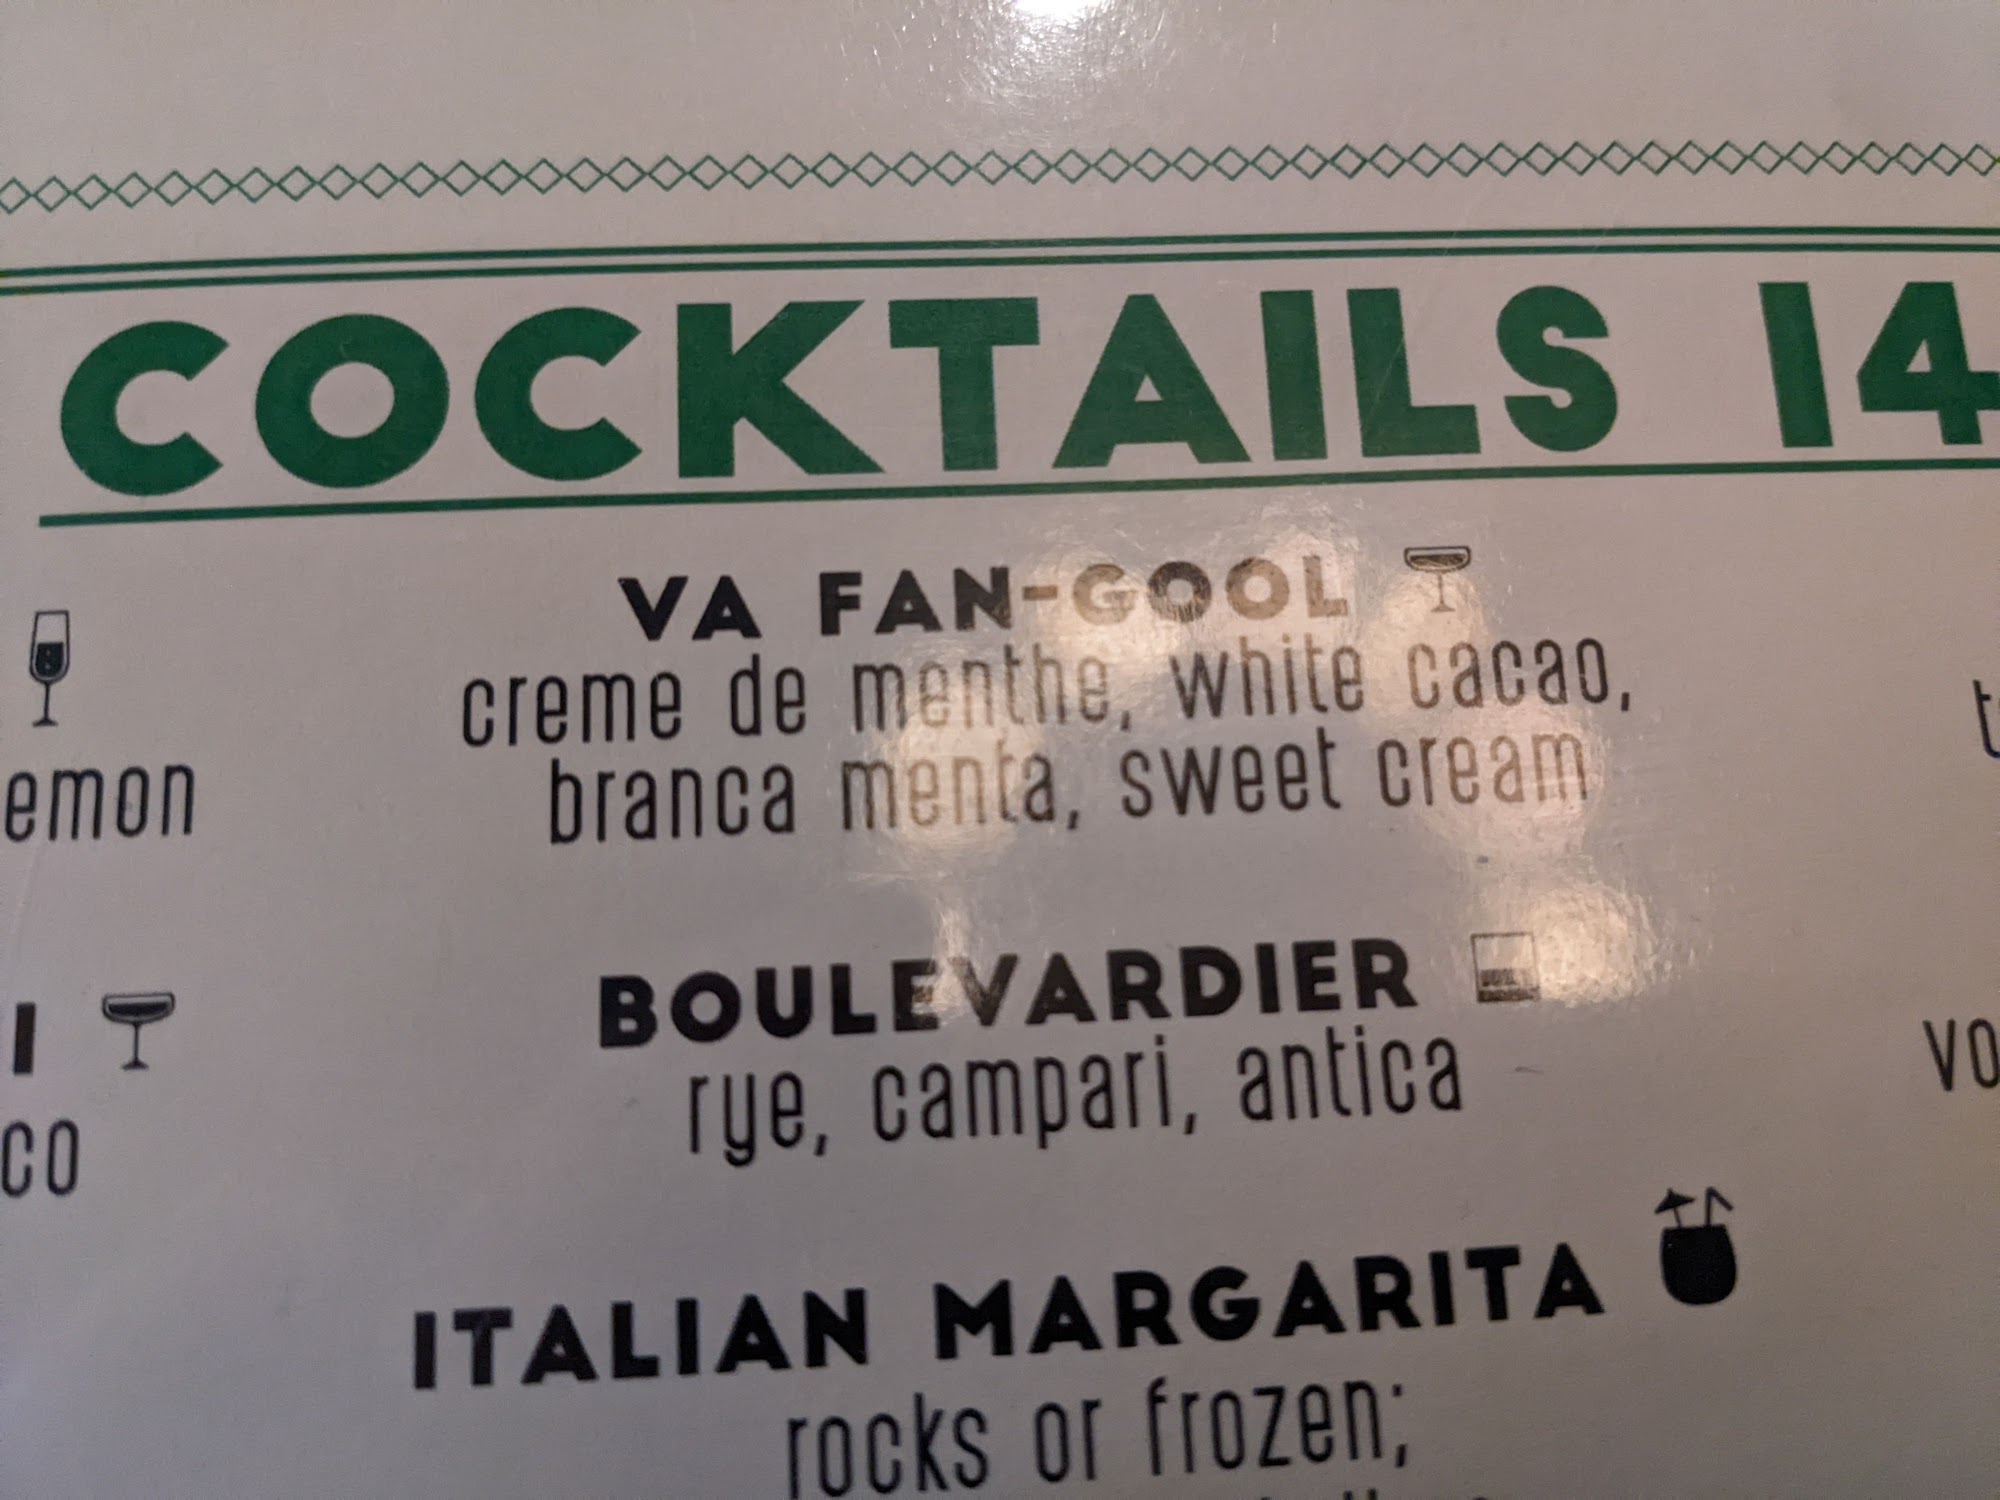 COCKTAILS 14
VA FAN-GOOL
creme de menthe, white cacao,
branca menta, sweet cream
emon
BOULEVARDIER
rye, campari, antica
I
co
vo
ITALIAN MARGARITA
rocks or frozen;